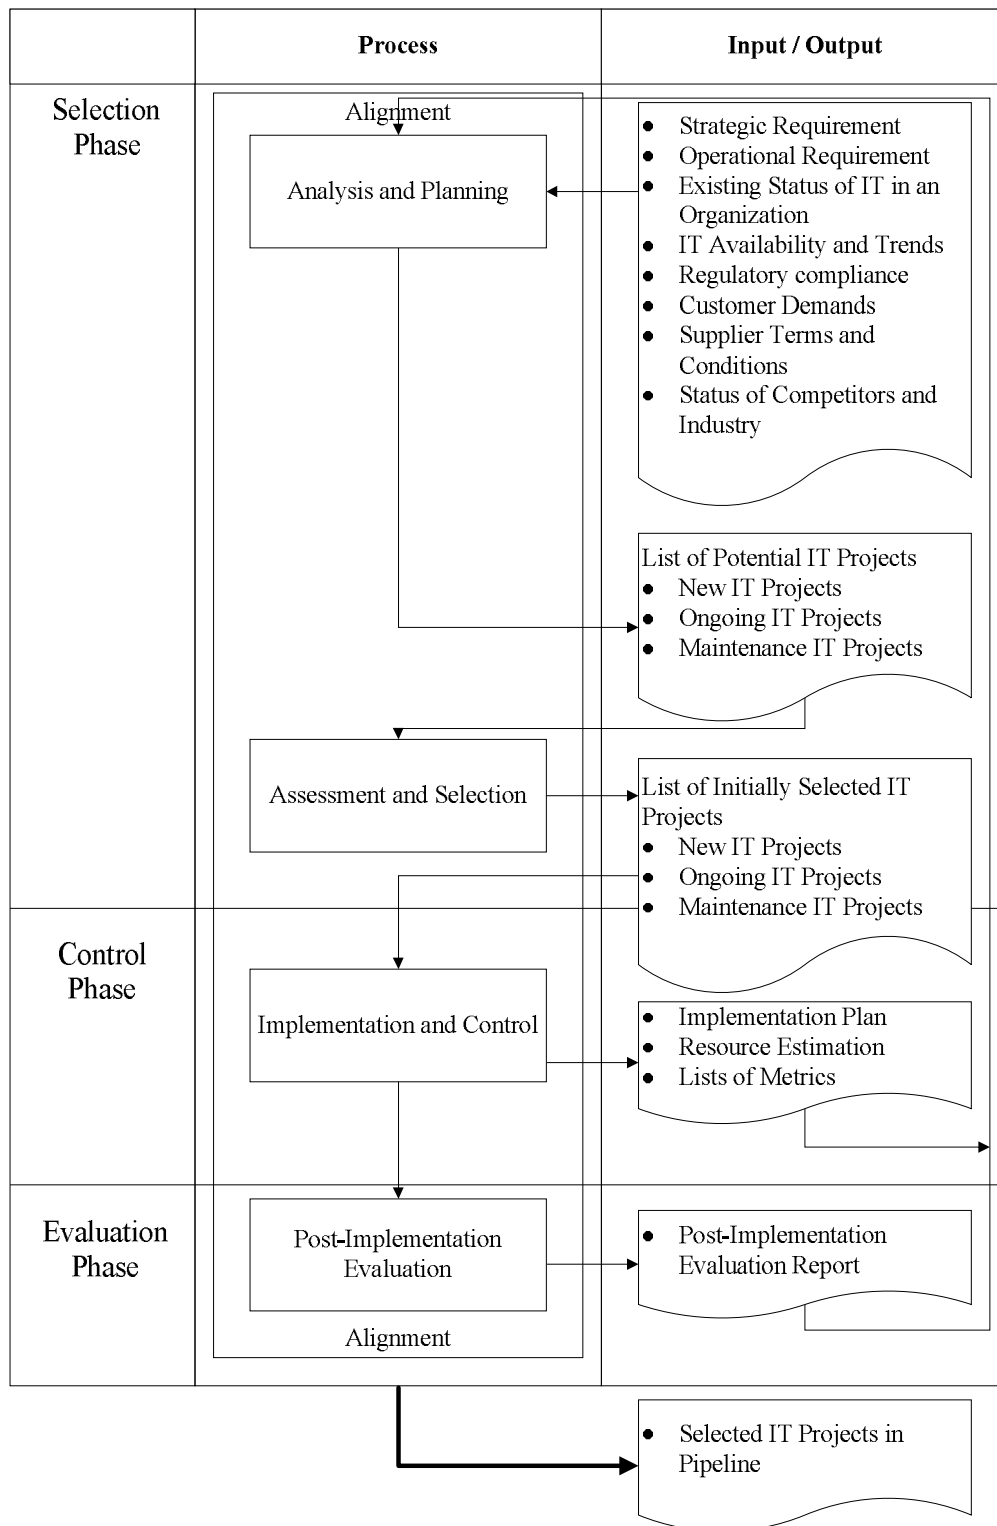 Process
Input / Output
Selection
Phase
Alignment
Analysis and Planning
● Strategic Requirement
● Operational Requirement
● Existing Status of IT in an
Organization
● IT Availability and Trends
● Regulatory compliance
● Customer Demands
● Supplier Terms and
Conditions
● Status of Competitors and
Industry
List of Potential IT Projects
● New IT Projects
● Ongoing IT Projects
● Maintenance IT Projects
Assessment and Selection
List of Initially Selected IT
Projects
● New IT Projects
● Ongoing IT Projects
● Maintenance IT Projects
Control
Phase
Implementation and Control
● Implementation Plan
● Resource Estimation
● Lists of Metrics
Evaluation
Phase
Post-Implementation
Evaluation
● Post-Implementation
Evaluation Report
Alignment
● Selected IT Projects in
Pipeline